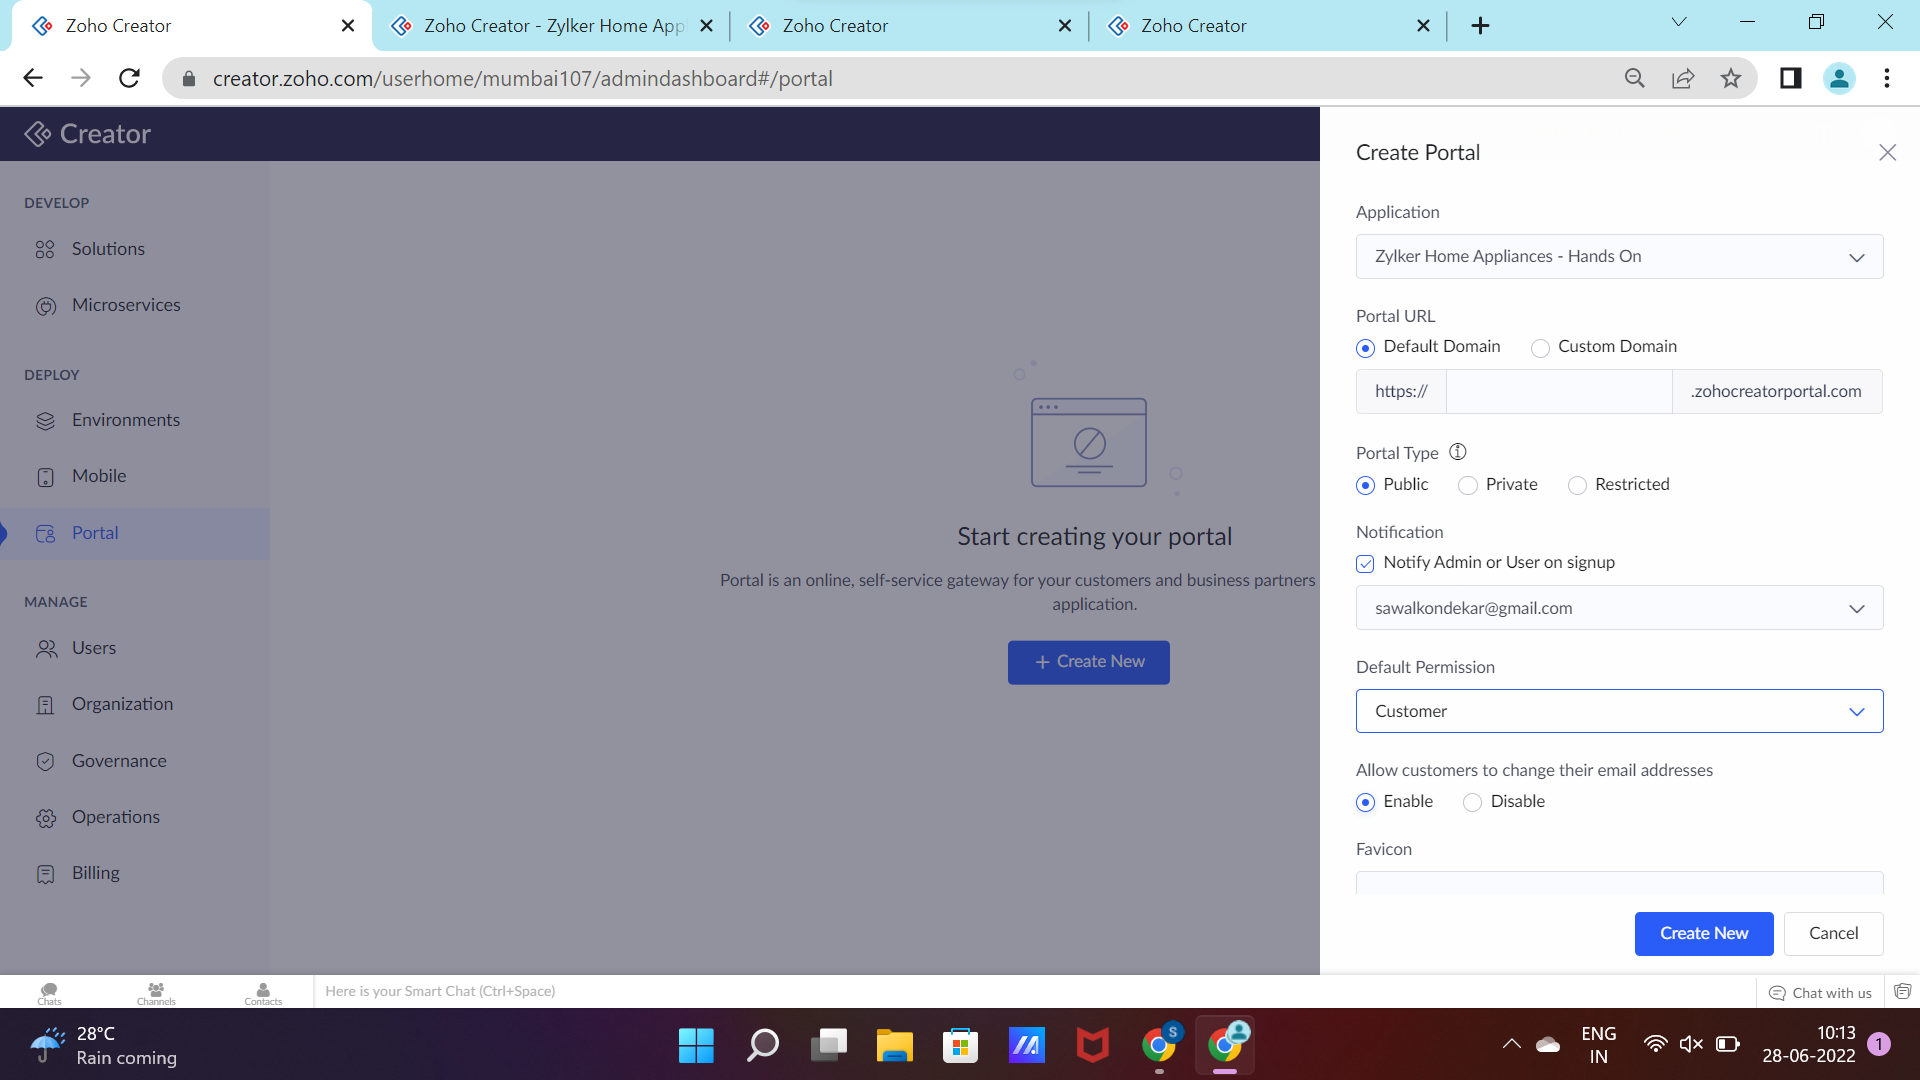 Zoho Creator
Zoho Creator - Zylker Home App
Zoho Creator
Zoho Creator
creator.zoho.com/userhome/mumbai107/admindashboard#/portal
Creator
DEVELOP
Solutions
Microservices
DEPLOY
Environments
Mobile
Portal
MANAGE
Users
Organization
Governance
Operations
Billing
Start creating your portal
Portal is an online, self-service gateway for your customers and business partners
application.
+ Create New
Create Portal
Application
Zylker Home Appliances - Hands On
Portal URL
Default Domain Custom Domain
https:// .zohocreatorportal.com
Portal Type
Public Private Restricted
Notification
Notify Admin or User on signup
sawalkondekar@gmail.com
Default Permission
Customer
Allow customers to change their email addresses
Enable Disable
Favicon
Create New Cancel
Chats Channels Contacts
Here is your Smart Chat (Ctrl+Space)
Chat with us
28°C
Rain coming
S
ENG
IN
10:13
28-06-2022
1